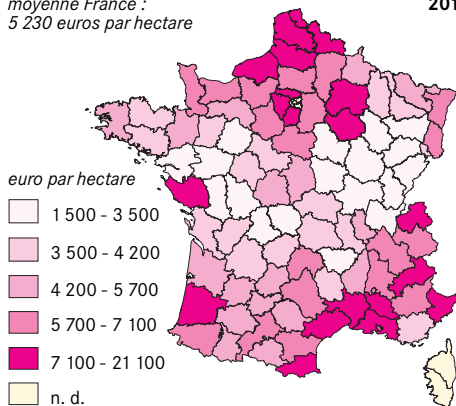 moyenne France :
5 230 euros par hectare
201
euro par hectare
1 500 - 3 500
3 500 - 4 200
4 200 - 5 700
5 700 - 7 100
7 100 - 21 100
n. d.